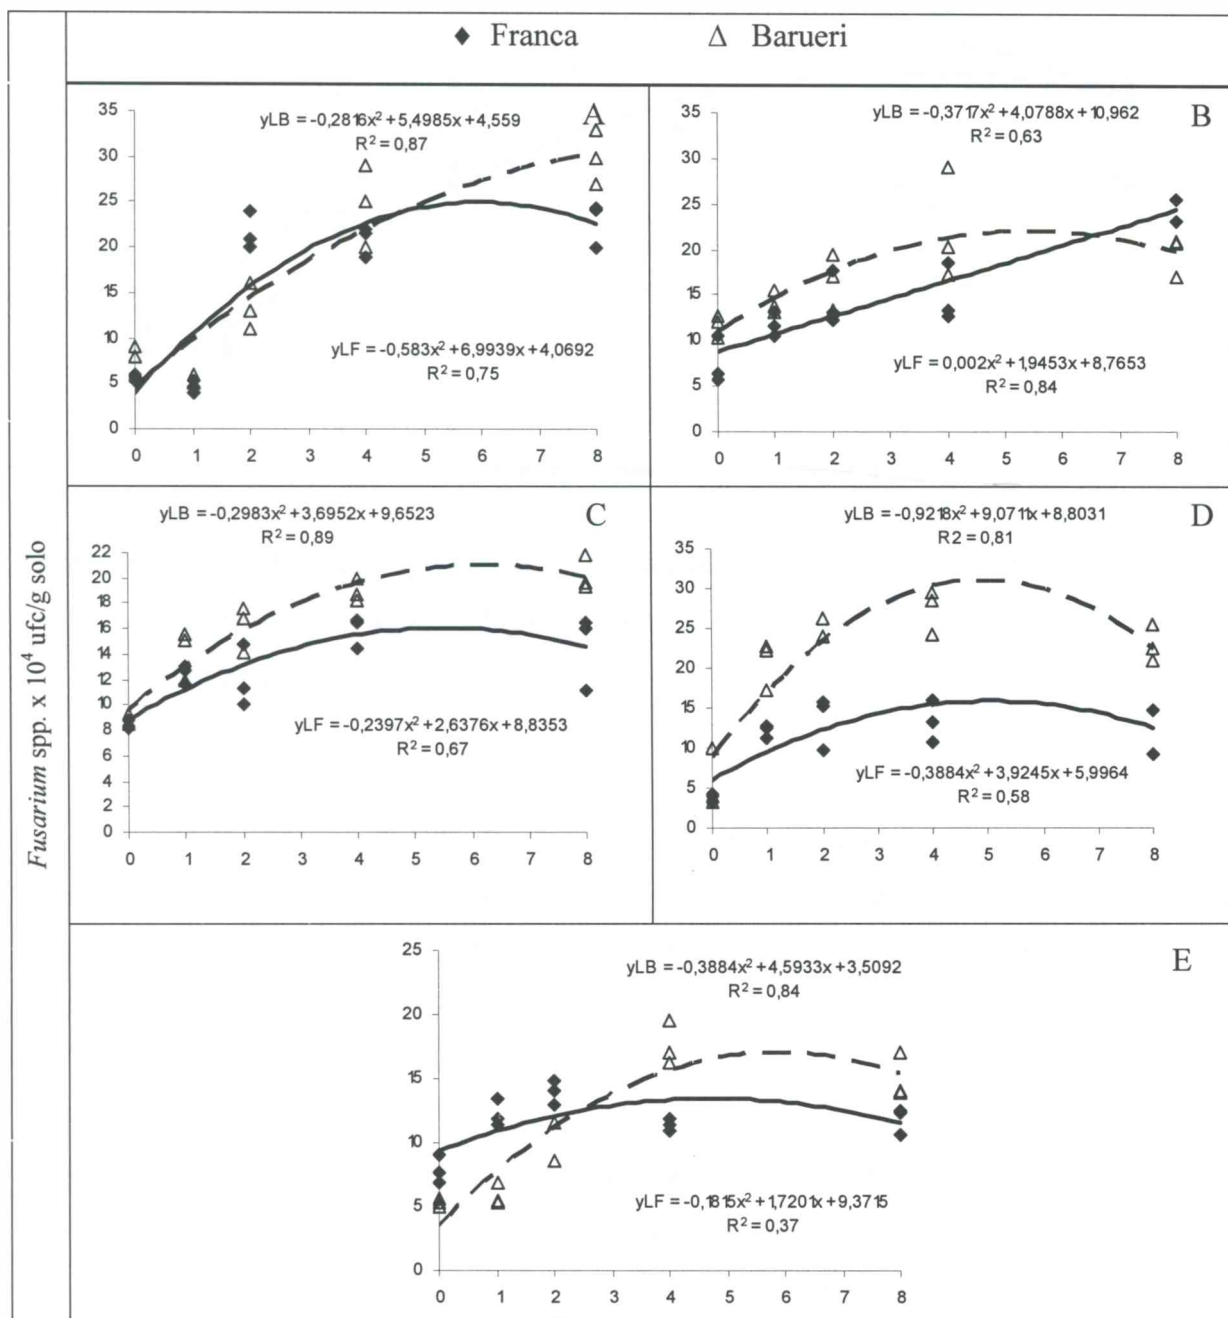 ◆ Franca Δ Barueri
Fusarium spp. x 10⁴ ufc/g solo
A
yLB = -0,2816x² + 5,4985x + 4,559
R² = 0,87
35
30
25
20
15
10
5
0
yLF = -0,583x² + 6,9939x + 4,0692
R² = 0,75
0 1 2 3 4 5 6 7 8
B
yLB = -0,3717x² + 4,0788x + 10,962
R² = 0,63
35
30
25
20
15
10
5
0
yLF = 0,002x² + 1,9453x + 8,7653
R² = 0,84
0 1 2 3 4 5 6 7 8
C
yLB = -0,2983x² + 3,6952x + 9,6523
R² = 0,89
22
20
18
16
14
12
10
8
6
4
2
0
yLF = -0,2397x² + 2,6376x + 8,8353
R² = 0,67
0 1 2 3 4 5 6 7 8
D
yLB = -0,9218x² + 9,0711x + 8,8031
R2 = 0,81
35
30
25
20
15
10
5
0
yLF = -0,3884x² + 3,9245x + 5,9964
R² = 0,58
0 1 2 3 4 5 6 7 8
E
yLB = -0,3884x² + 4,5933x + 3,5092
R² = 0,84
25
20
15
10
5
0
yLF = -0,1815x² + 1,7201x + 9,3715
R² = 0,37
0 1 2 3 4 5 6 7 8